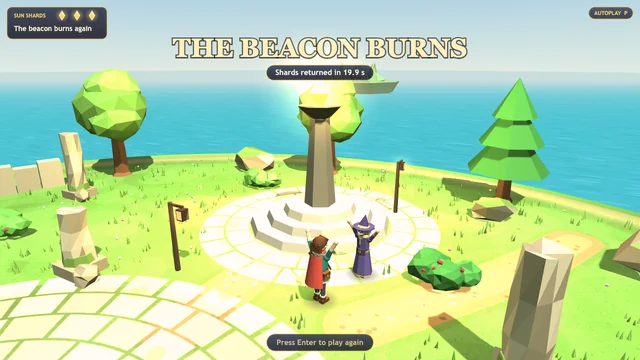 SUN SHARDS
The beacon burns again
AUTOPLAY P
THE BEACON BURNS
Shards returned in 19.9 s
Press Enter to play again